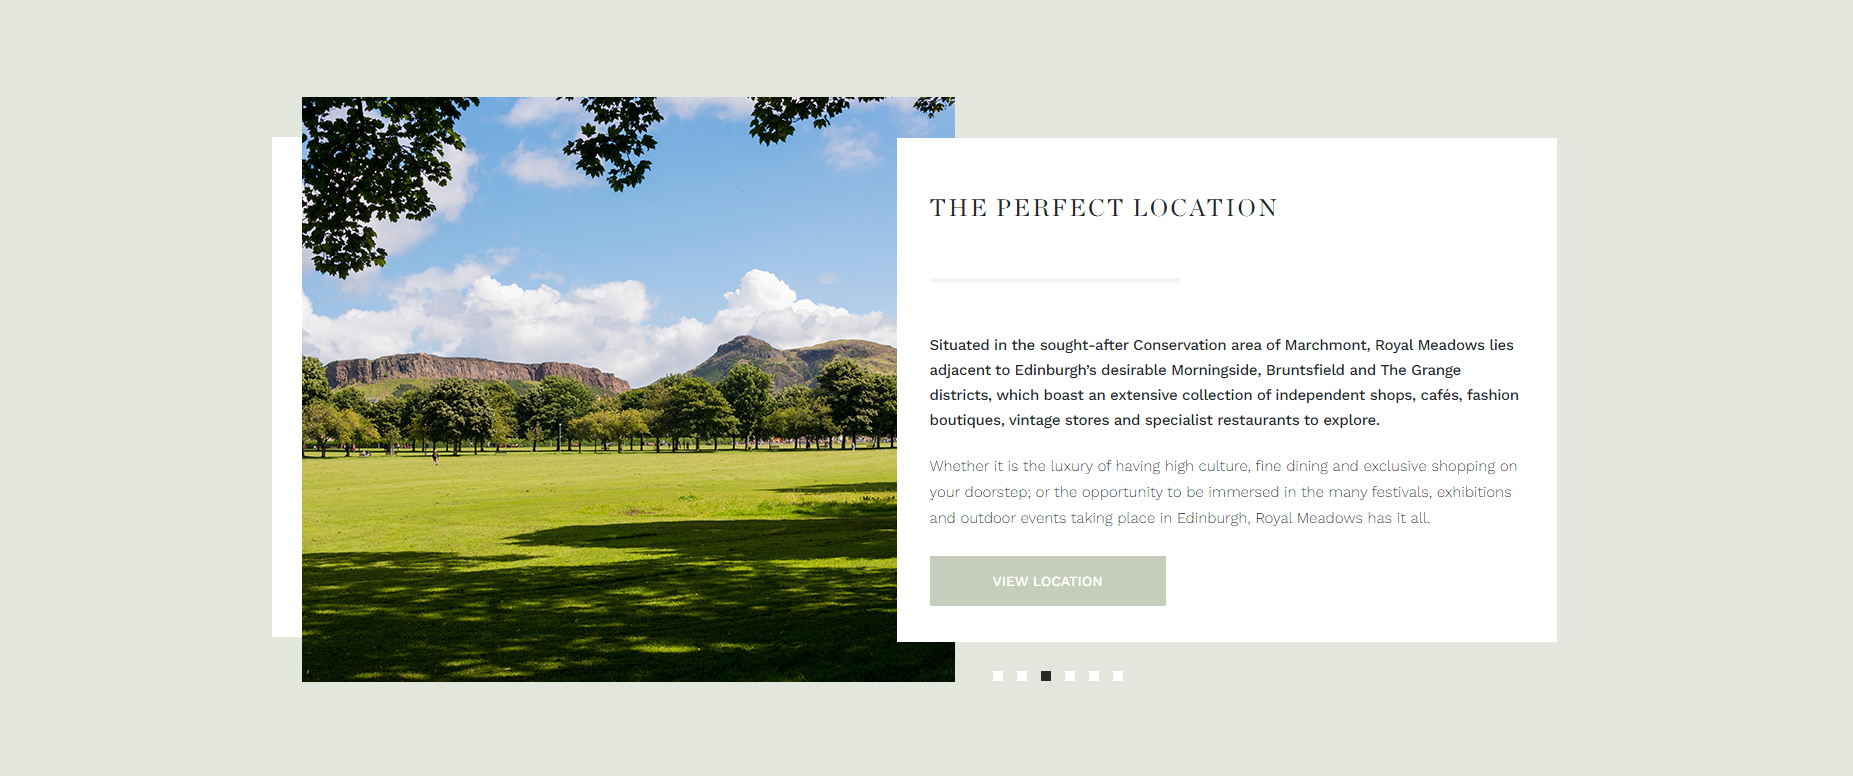 THE PERFECT LOCATION
Situated in the sought-after Conservation area of Marchmont, Royal Meadows lies
adjacent to Edinburgh’s desirable Morningside, Bruntsfield and The Grange
districts, which boast an extensive collection of independent shops, cafés, fashion
boutiques, vintage stores and specialist restaurants to explore.
Whether it is the luxury of having high culture, fine dining and exclusive shopping on
your doorstep; or the opportunity to be immersed in the many festivals, exhibitions
and outdoor events taking place in Edinburgh, Royal Meadows has it all.
VIEW LOCATION